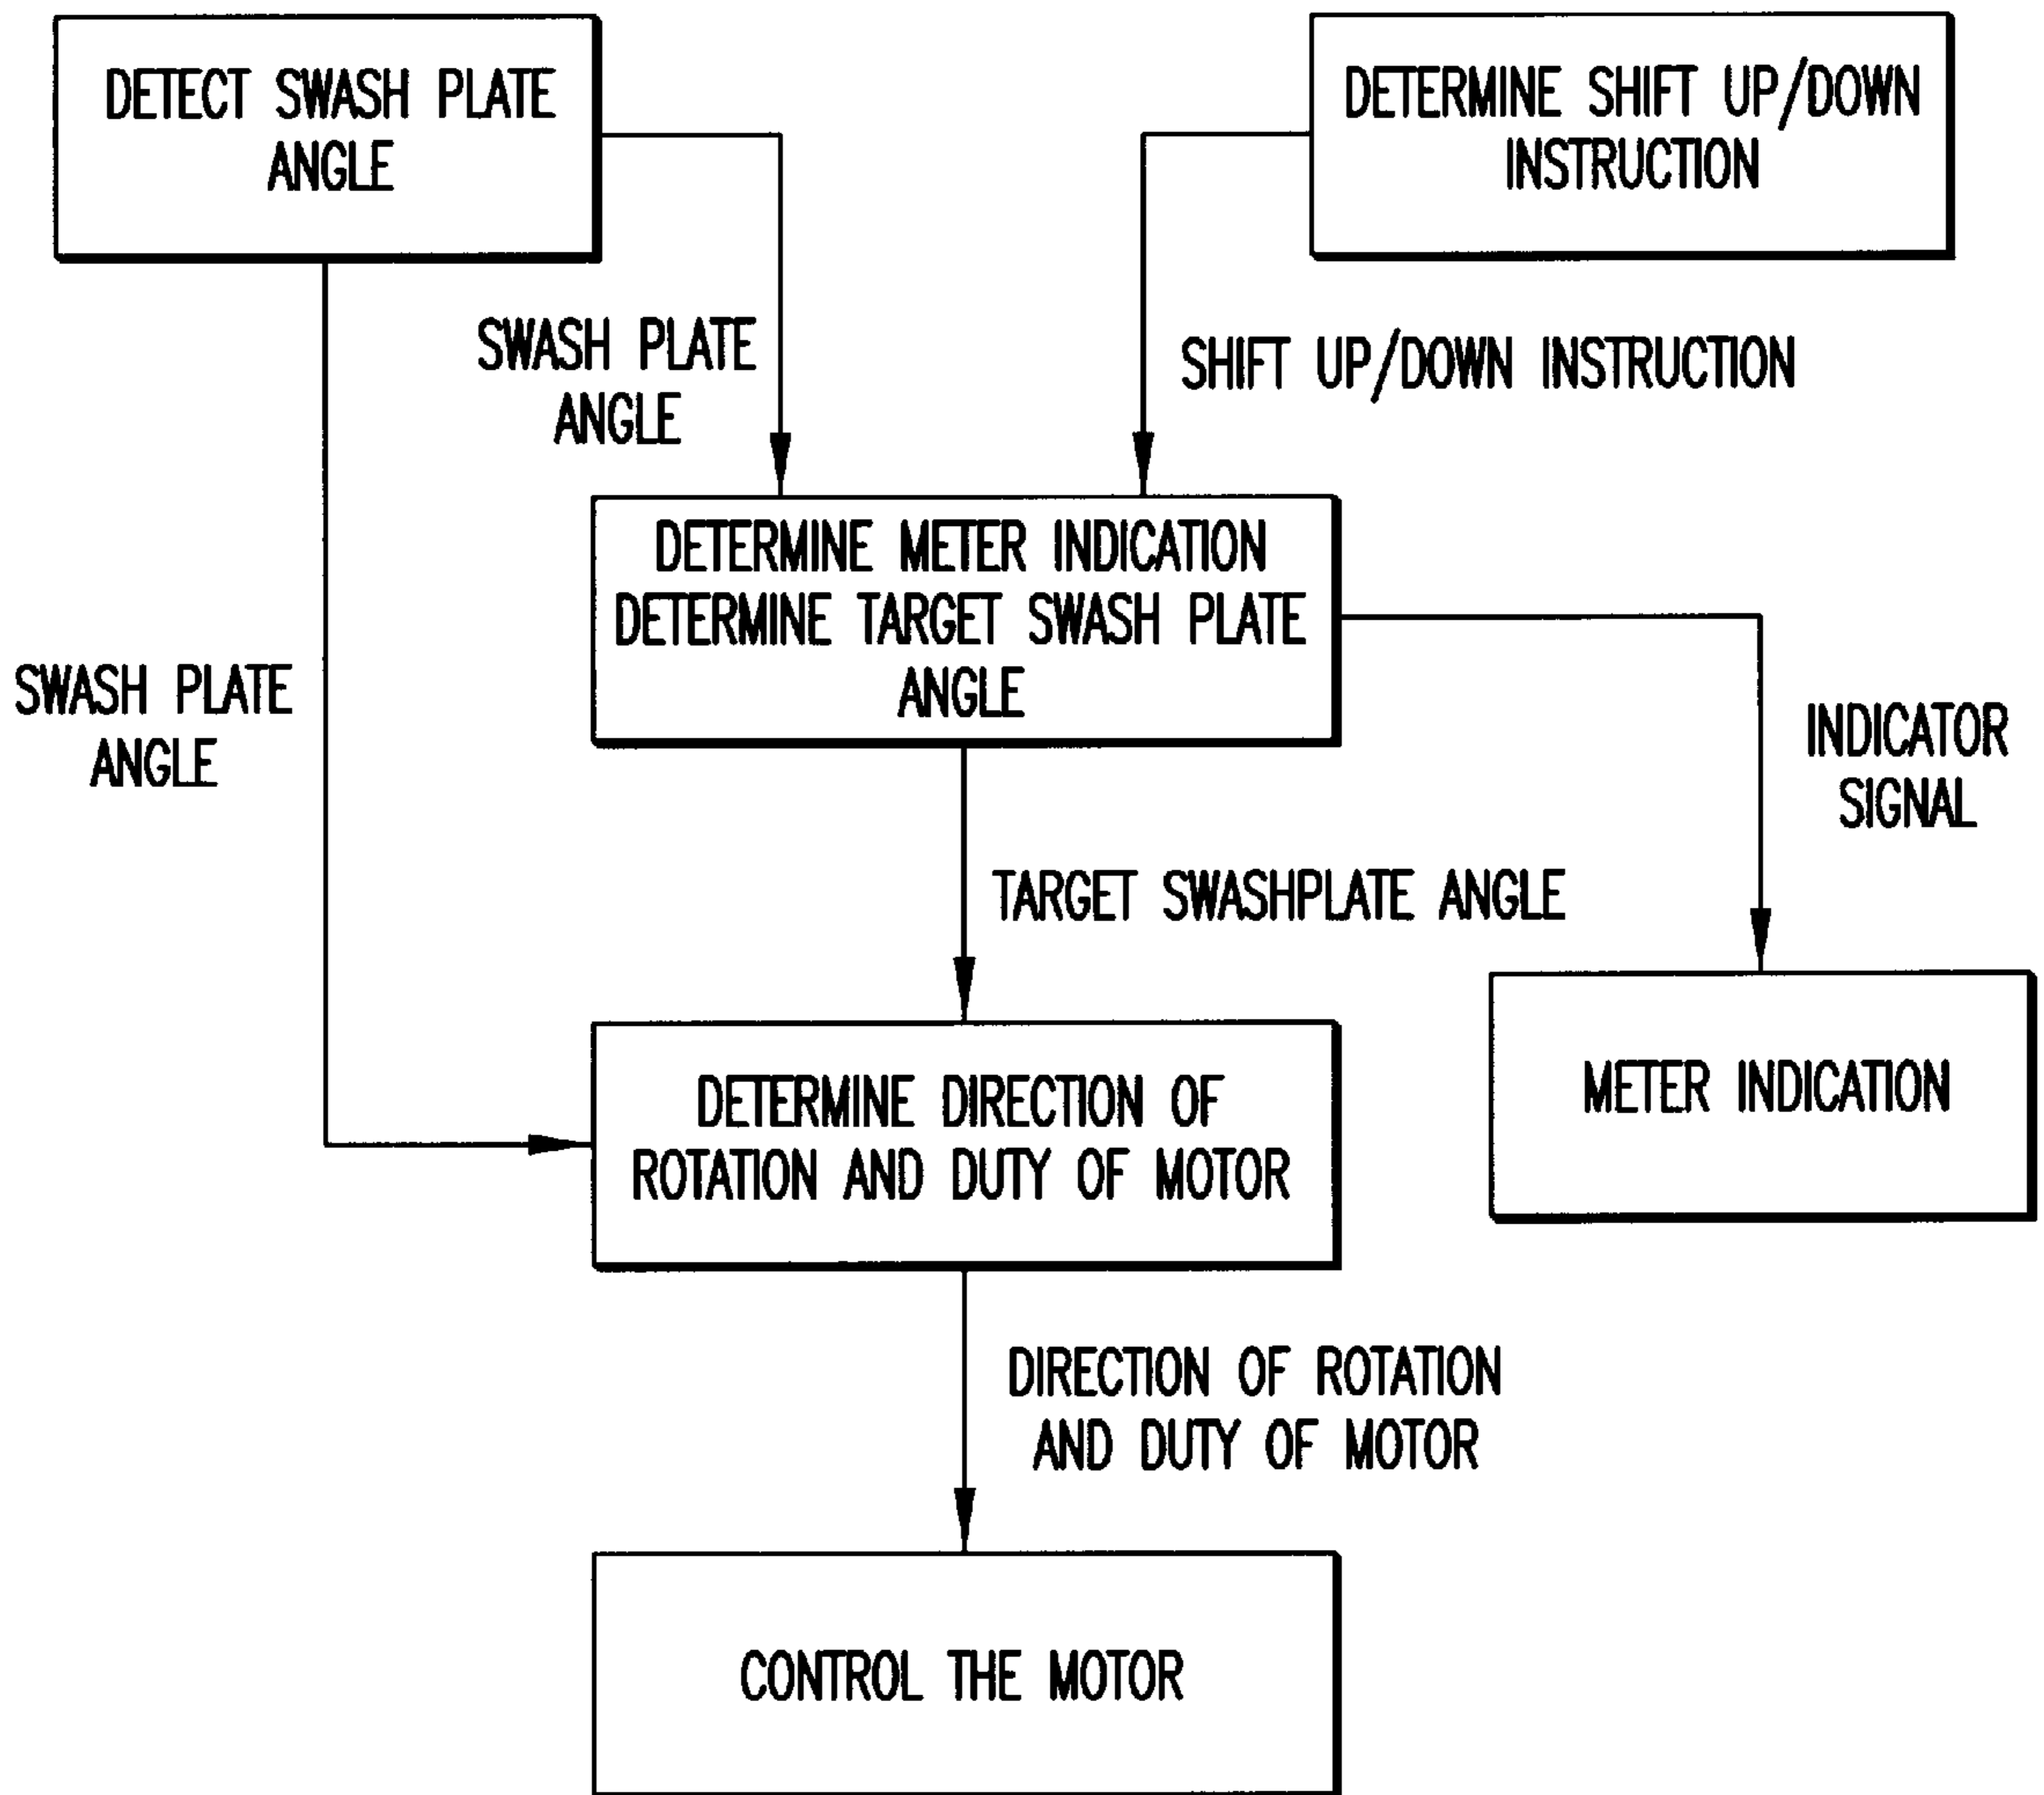 DETECT SWASH PLATE
ANGLE
DETERMINE SHIFT UP/DOWN
INSTRUCTION
SWASH PLATE
ANGLE
SHIFT UP/DOWN INSTRUCTION
DETERMINE METER INDICATION
DETERMINE TARGET SWASH PLATE
ANGLE
SWASH PLATE
ANGLE
INDICATOR
SIGNAL
TARGET SWASHPLATE ANGLE
DETERMINE DIRECTION OF
ROTATION AND DUTY OF MOTOR
METER INDICATION
DIRECTION OF ROTATION
AND DUTY OF MOTOR
CONTROL THE MOTOR